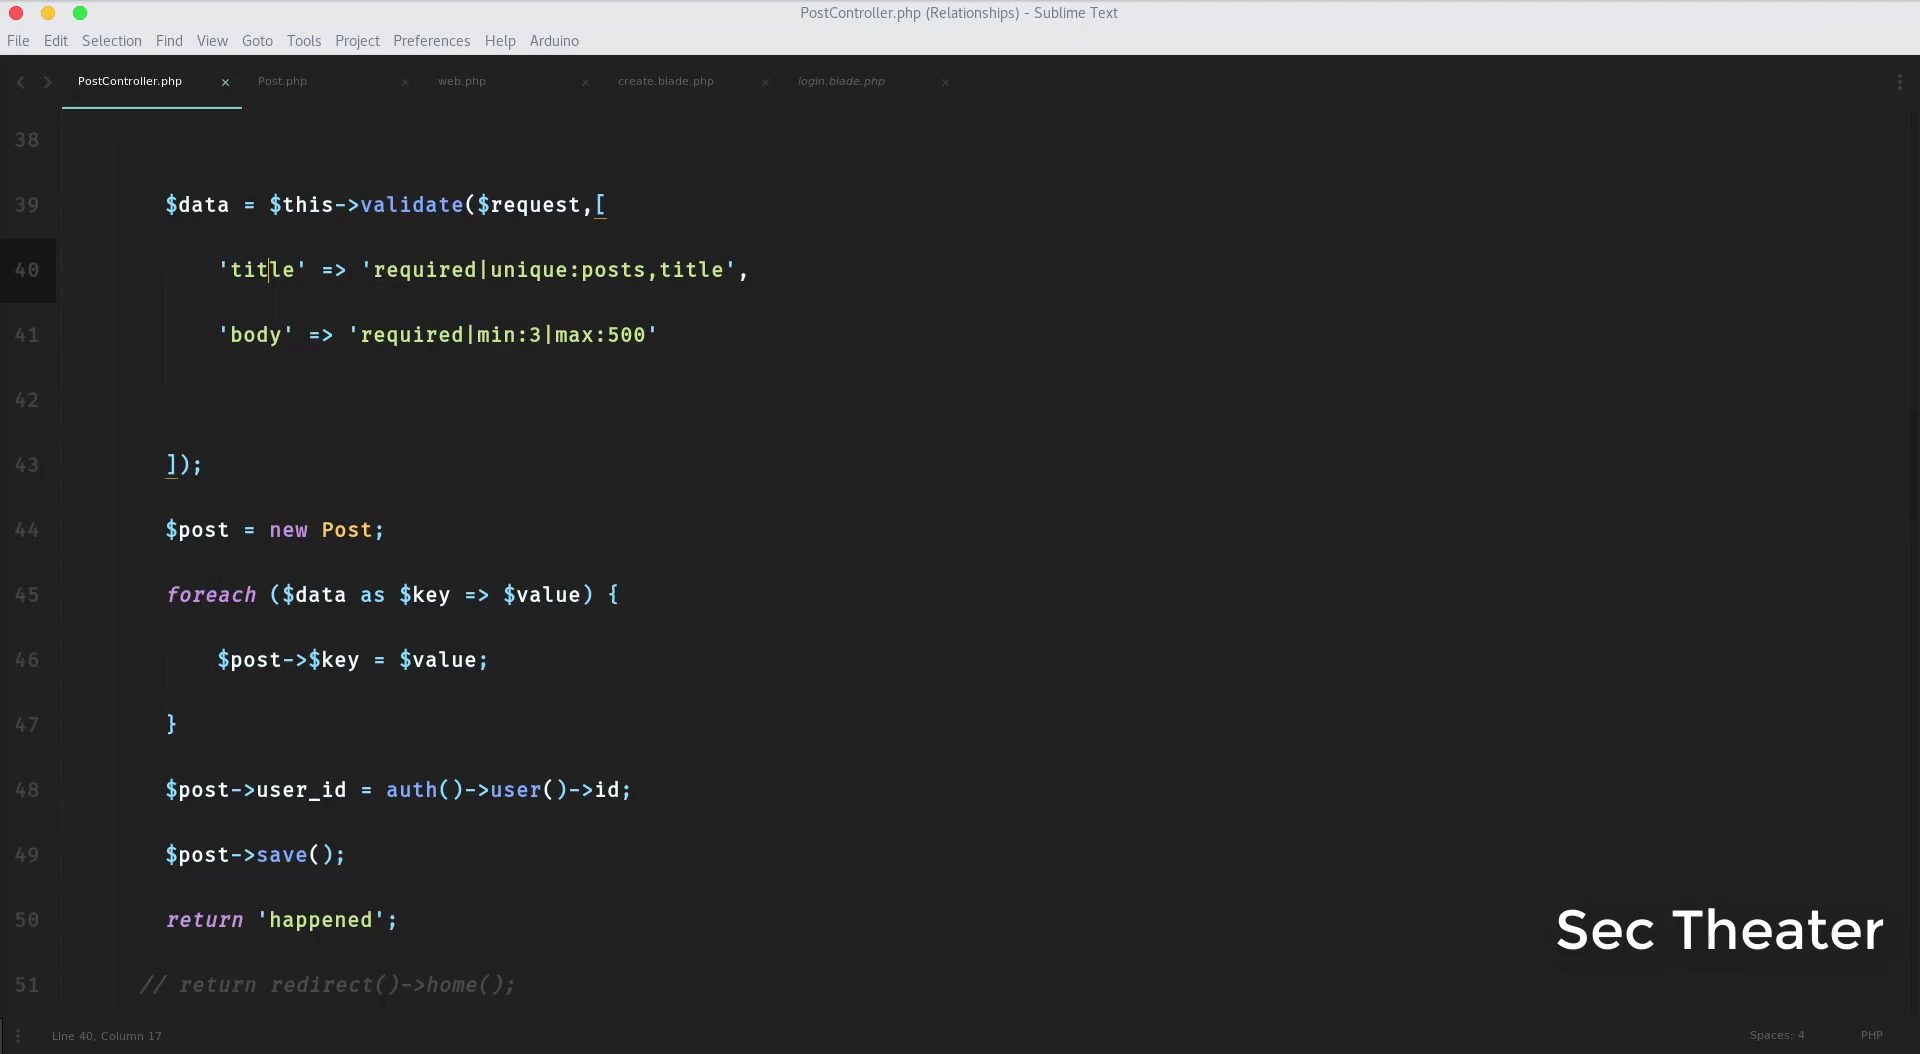 PostController.php (Relationships) - Sublime Text
File Edit Selection Find View Goto Tools Project Preferences Help Arduino
PostController.php × Post.php × web.php × create.blade.php × login.blade.php ×
38
39 $data = $this->validate($request,[
40 'title' => 'required|unique:posts,title',
41 'body' => 'required|min:3|max:500'
42
43 ]);
44 $post = new Post;
45 foreach ($data as $key => $value) {
46 $post->$key = $value;
47 }
48 $post->user_id = auth()->user()->id;
49 $post->save();
50 return 'happened';
51 // return redirect()->home();
Sec Theater
Line 40, Column 17 Spaces: 4 PHP